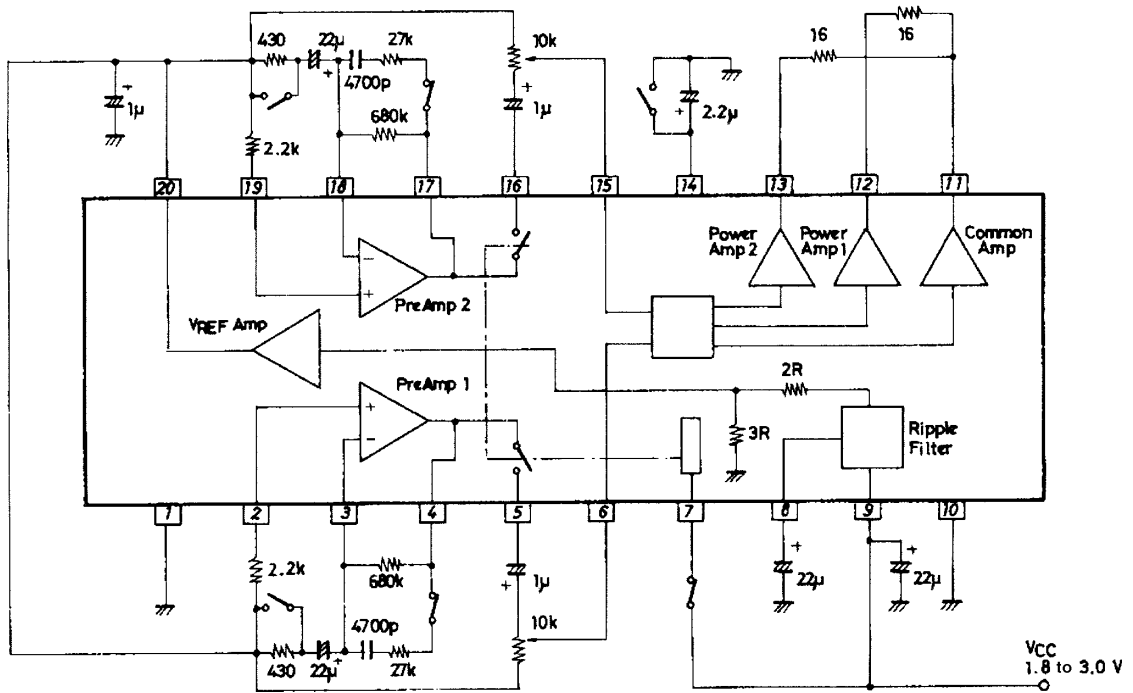 430
22μ
+
27k
4700p
680k
2.2k
+
1μ
10k
+
1μ
+
2.2μ
16
16
20
19
18
17
16
15
14
13
12
11
Power Amp 2
Power Amp 1
Common Amp
−
+
PreAmp 2
VREF Amp
PreAmp 1
+
−
2R
3R
Ripple Filter
1
2
3
4
5
6
7
8
9
10
2.2k
680k
4700p
430
22μ
+
27k
1μ
+
10k
+
22μ
+
22μ
VCC
1.8 to 3.0 V